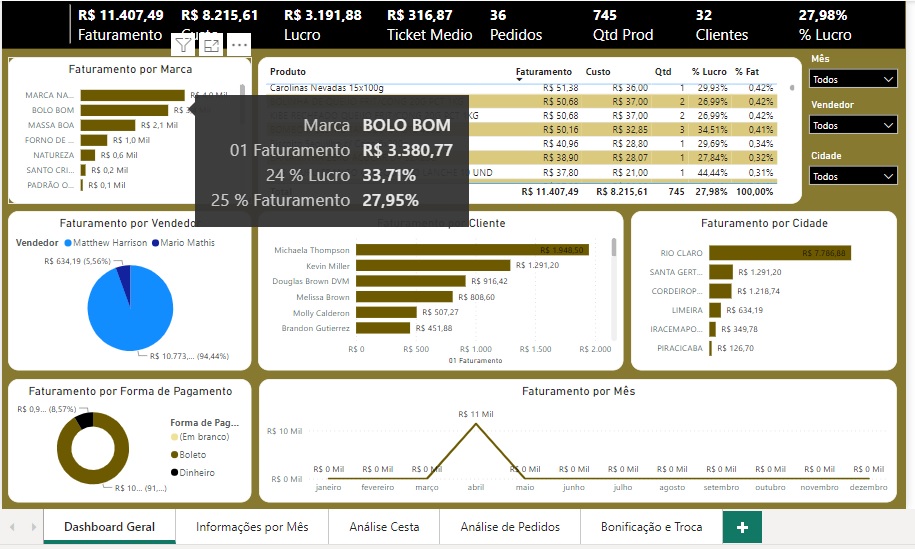 R$ 11.407,49 R$ 8.215,61 R$ 3.191,88 R$ 316,87 36 745 32 27,98%
Faturamento Custo Lucro Ticket Medio Pedidos Qtd Prod Clientes % Lucro
Faturamento por Marca
MARCA NA...
BOLO BOM
MASSA BOA R$ 2,1 Mil
FORNO DE ... R$ 1,0 Mil
NATUREZA R$ 0,6 Mil
SANTO CRI... R$ 0,2 Mil
PADRÃO O... R$ 0,1 Mil
Marca BOLO BOM
01 Faturamento R$ 3.380,77
24 % Lucro 33,71%
25 % Faturamento 27,95%
Produto Faturamento Custo Qtd % Lucro % Fat
Carolinas Nevadas 15x100g R$ 51,38 R$ 36,00 1 29,93% 0,42%
R$ 50,68 R$ 37,00 2 26,99% 0,42%
R$ 50,68 R$ 37,00 2 26,99% 0,42%
R$ 50,16 R$ 32,85 3 34,51% 0,41%
R$ 40,96 R$ 28,80 1 29,69% 0,34%
R$ 38,90 R$ 28,07 1 27,84% 0,32%
UND R$ 37,80 R$ 21,00 1 44,44% 0,31%
Total R$ 11.407,49 R$ 8.215,61 745 27,98% 100,00%
Mês
Todos
Vendedor
Todos
Cidade
Todos
Faturamento por Vendedor
Vendedor Matthew Harrison Mario Mathis
R$ 634,19 (5,56%)
R$ 10.773,... (94,44%)
Faturamento por Cliente
Michaela Thompson R$ 1.948,50
Kevin Miller R$ 1.291,20
Douglas Brown DVM R$ 916,42
Melissa Brown R$ 808,60
Molly Calderon R$ 507,27
Brandon Gutierrez R$ 451,88
R$ 0 R$ 500 R$ 1.000 R$ 1.500 R$ 2.000
01 Faturamento
Faturamento por Cidade
RIO CLARO R$ 7.786,88
SANTA GERT... R$ 1.291,20
CORDEIROP... R$ 1.218,74
LIMEIRA R$ 634,19
IRACEMAPO... R$ 349,78
PIRACICABA R$ 126,70
Faturamento por Forma de Pagamento
R$ 0,9... (8,57%)
R$ 10... (91,...)
Forma de Pag...
(Em branco)
Boleto
Dinheiro
Faturamento por Mês
R$ 11 Mil
R$ 10 Mil
R$ 0 Mil R$ 0 Mil R$ 0 Mil R$ 0 Mil R$ 0 Mil R$ 0 Mil R$ 0 Mil R$ 0 Mil R$ 0 Mil R$ 0 Mil R$ 0 Mil
R$ 0 Mil
janeiro fevereiro março abril maio junho julho agosto setembro outubro novembro dezembro
Dashboard Geral Informações por Mês Análise Cesta Análise de Pedidos Bonificação e Troca +